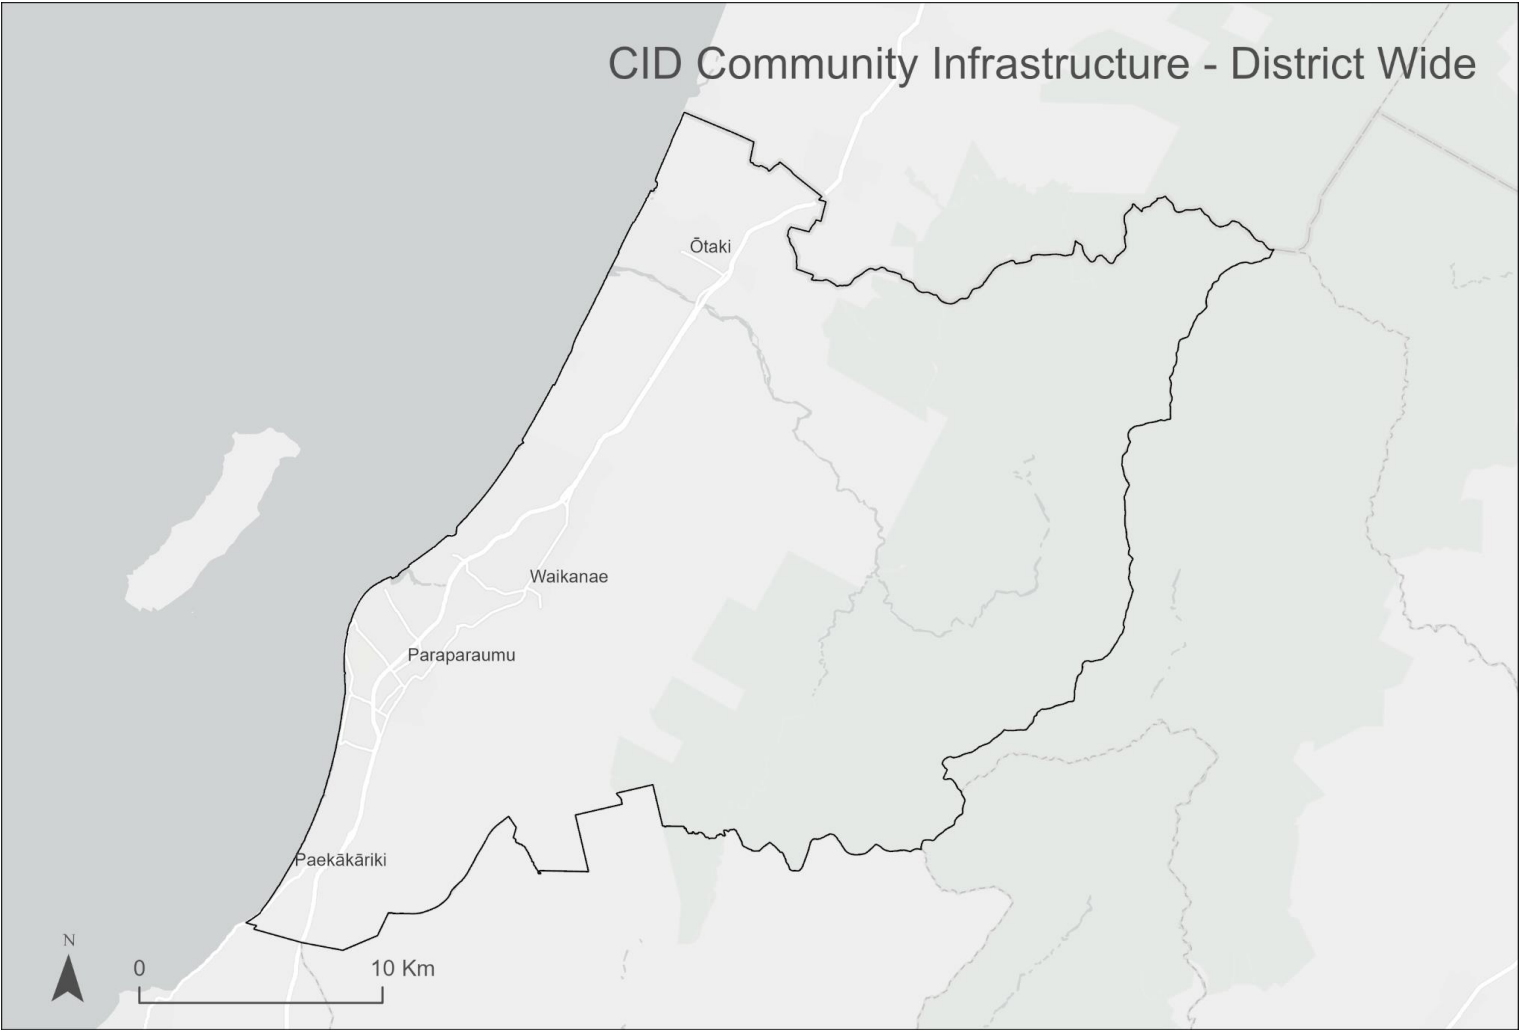 CID Community Infrastructure - District Wide
Ōtaki
Waikanae
Paraparaumu
Paekākāriki
N
0 10 Km